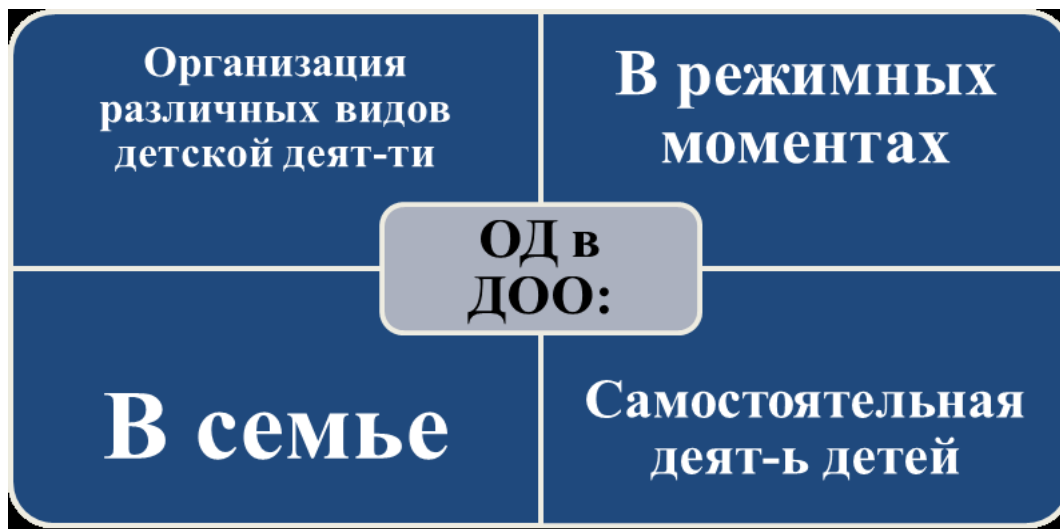 Организация
различных видов
детской деят-ти
В режимных
моментах
ОД в
ДОО:
В семье
Самостоятельная
деят-ь детей